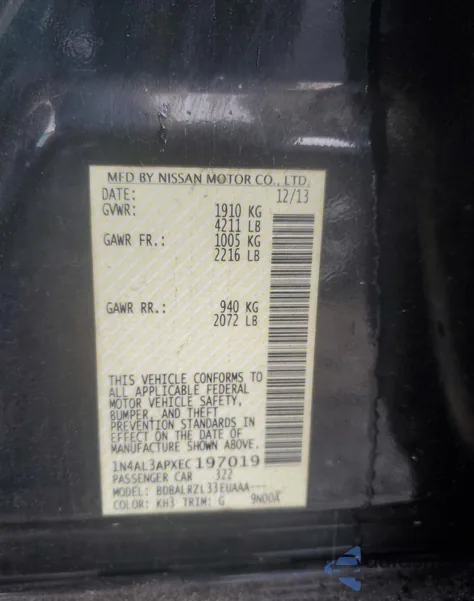 MFD BY NISSAN MOTOR CO., LTD.
DATE: 12/13
GVWR: 1910 KG
4211 LB
GAWR FR.: 1005 KG
2216 LB
GAWR RR.: 940 KG
2072 LB
THIS VEHICLE CONFORMS TO
ALL APPLICABLE FEDERAL
MOTOR VEHICLE SAFETY,
BUMPER, AND THEFT
PREVENTION STANDARDS IN
EFFECT ON THE DATE OF
MANUFACTURE SHOWN ABOVE.
1N4AL3APXEC197019
PASSENGER CAR 322
MODEL: BDBALRZL33EUAAA---
COLOR: KH3 TRIM: G 9N00A